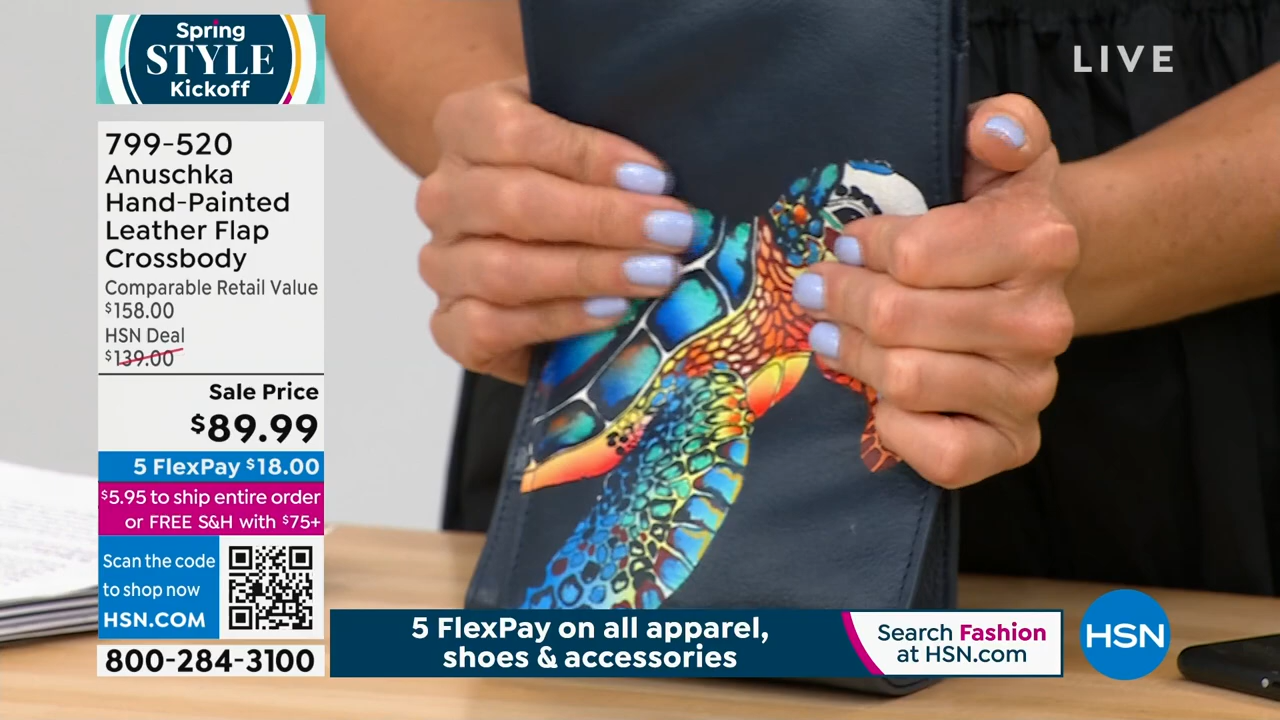 Spring
STYLE
Kickoff
799-520
Anuschka
Hand-Painted
Leather Flap
Crossbody
Comparable Retail Value
$158.00
HSN Deal
$139.00
Sale Price
$89.99
5 FlexPay $18.00
$5.95 to ship entire order
or FREE S&H with $75+
Scan the code
to shop now
HSN.COM
800-284-3100
LIVE
5 FlexPay on all apparel,
shoes & accessories
Search Fashion
at HSN.com
HSN